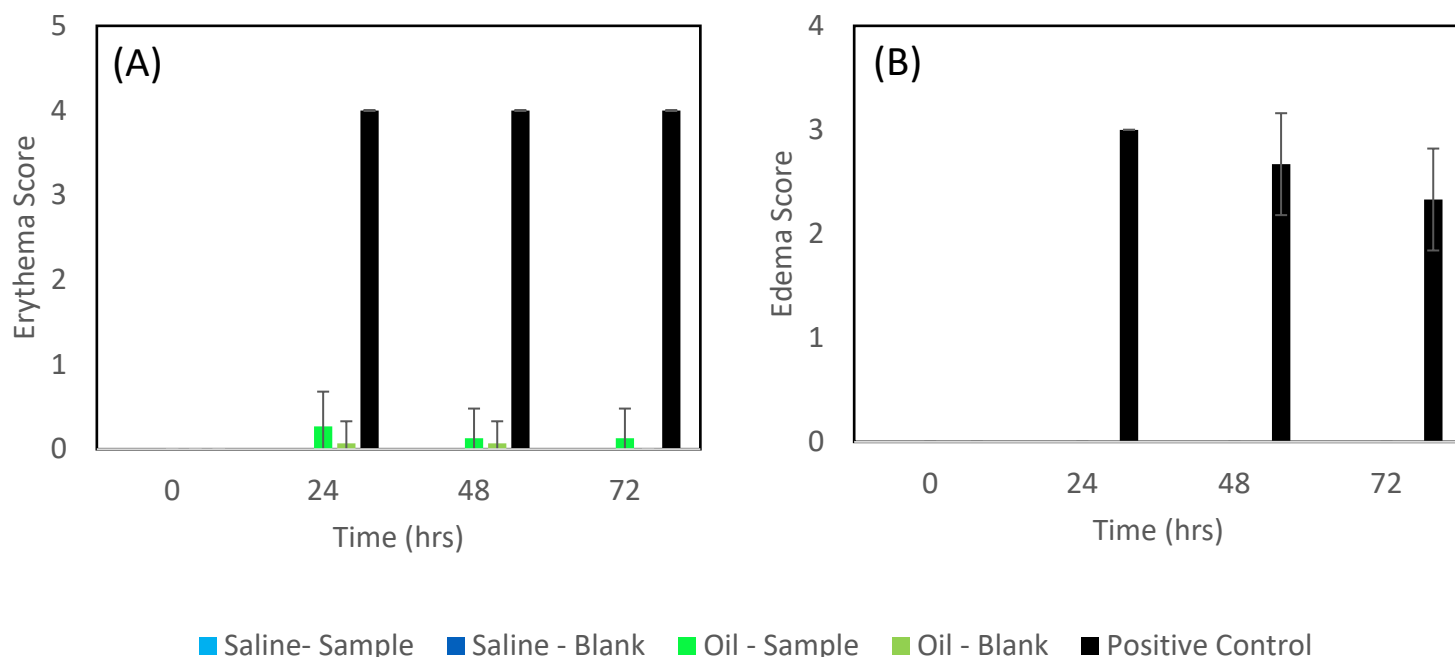 (A)
Erythema Score
5
4
3
2
1
0
0 24 48 72
Time (hrs)
(B)
Edema Score
4
3
2
1
0
0 24 48 72
Time (hrs)
Saline- Sample Saline - Blank Oil - Sample Oil - Blank Positive Control